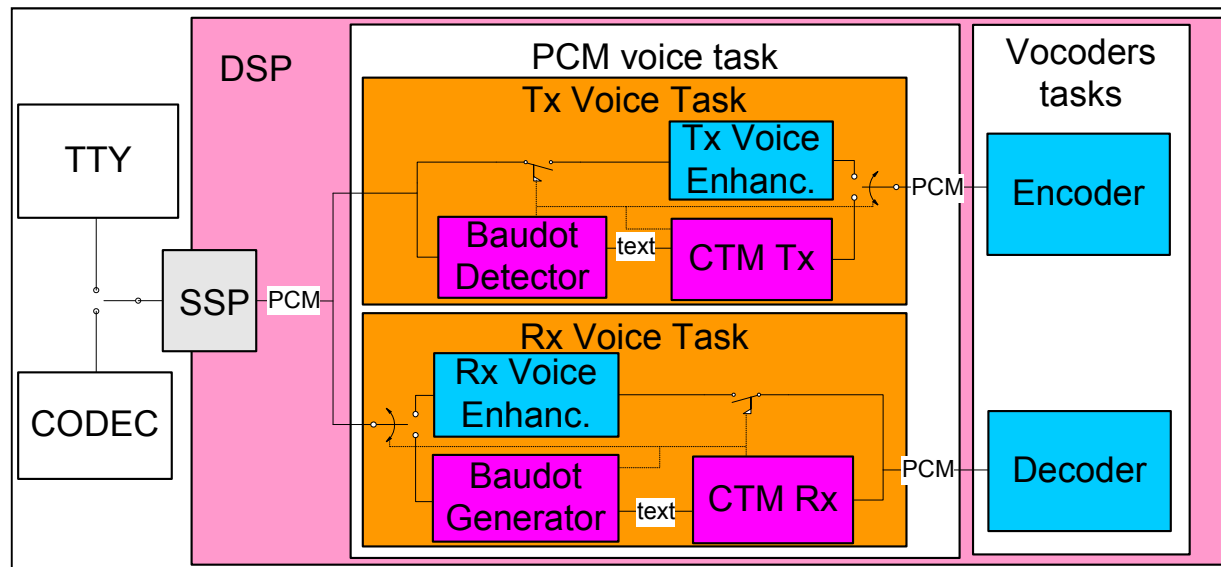 DSP
PCM voice task
Vocoders
tasks
Tx Voice Task
TTY
Tx Voice
Enhanc.
PCM
Encoder
Baudot
Detector
text
CTM Tx
SSP
PCM
Rx Voice Task
Rx Voice
Enhanc.
CODEC
Baudot
Generator
text
CTM Rx
PCM
Decoder